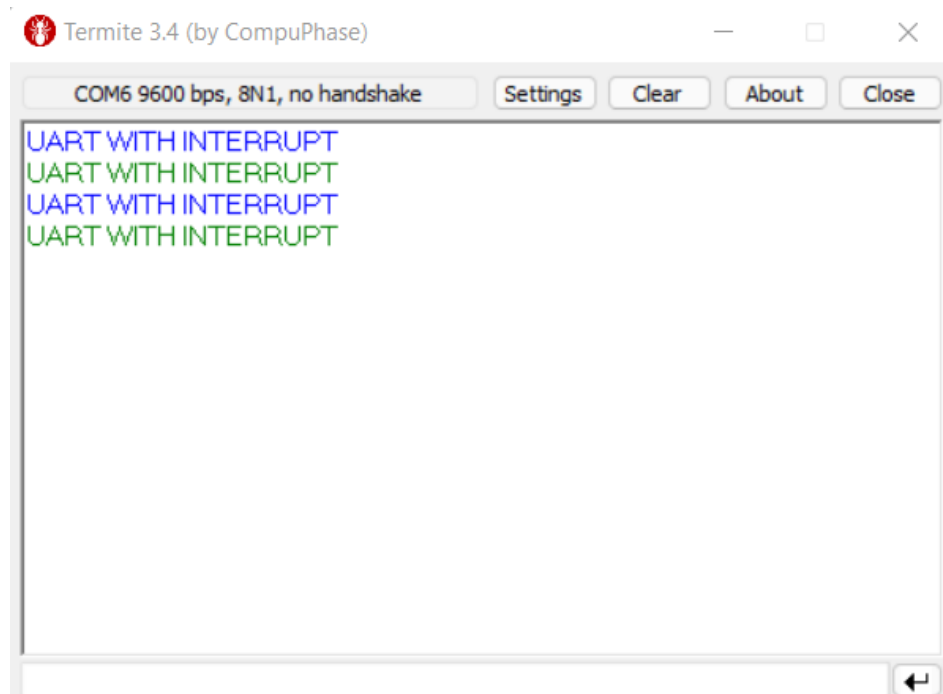 Termite 3.4 (by CompuPhase)
COM6 9600 bps, 8N1, no handshake Settings Clear About Close
UART WITH INTERRUPT
UART WITH INTERRUPT
UART WITH INTERRUPT
UART WITH INTERRUPT